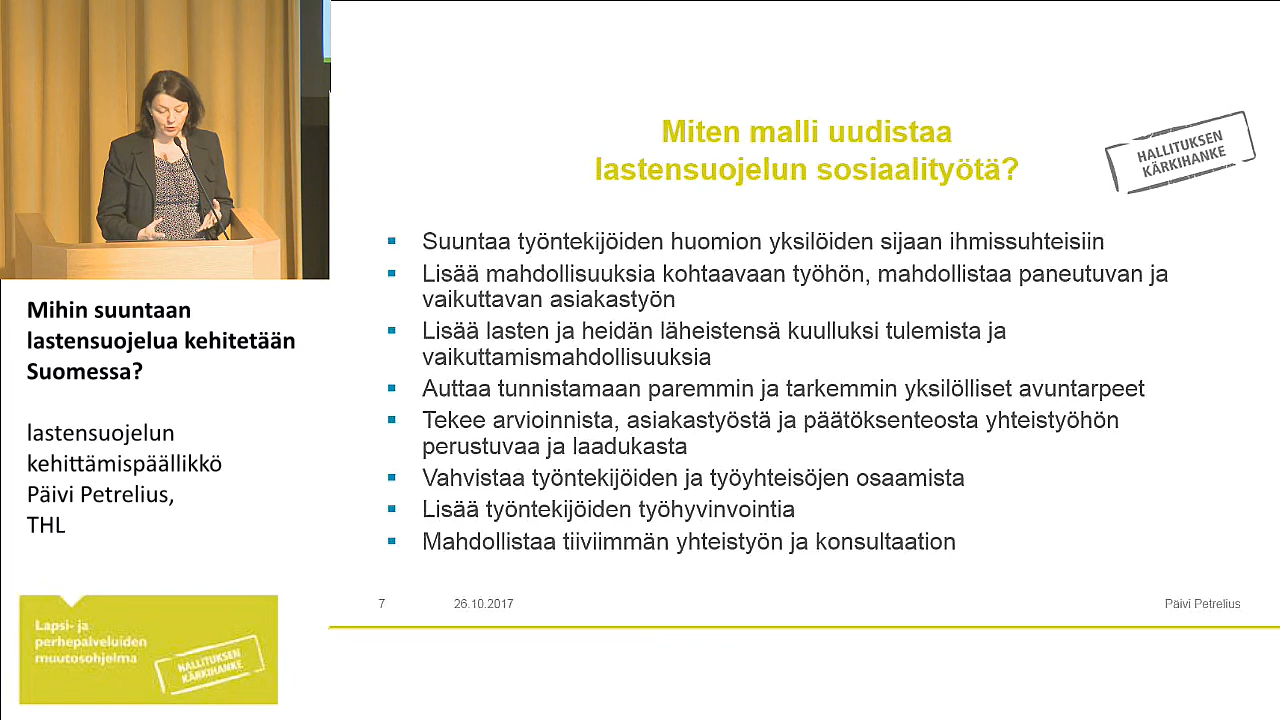 Miten malli uudistaa
lastensuojelun sosiaalityötä?
HALLITUKSEN
KÄRKIHANKE
Suuntaa työntekijöiden huomion yksilöiden sijaan ihmissuhteisiin
Lisää mahdollisuuksia kohtaavaan työhön, mahdollistaa paneutuvan ja
vaikuttavan asiakastyön
Lisää lasten ja heidän läheistensä kuulluksi tulemista ja
vaikuttamismahdollisuuksia
Auttaa tunnistamaan paremmin ja tarkemmin yksilölliset avuntarpeet
Tekee arvioinnista, asiakastyöstä ja päätöksenteosta yhteistyöhön
perustuvaa ja laadukasta
Vahvistaa työntekijöiden ja työyhteisöjen osaamista
Lisää työntekijöiden työhyvinvointia
Mahdollistaa tiiviimmän yhteistyön ja konsultaation
7
26.10.2017
Päivi Petrelius
Mihin suuntaan
lastensuojelua kehitetään
Suomessa?
lastensuojelun
kehittämispäällikkö
Päivi Petrelius,
THL
Lapsi- ja
perhepalveluiden
muutosohjelma
HALLITUKSEN
KÄRKIHANKE